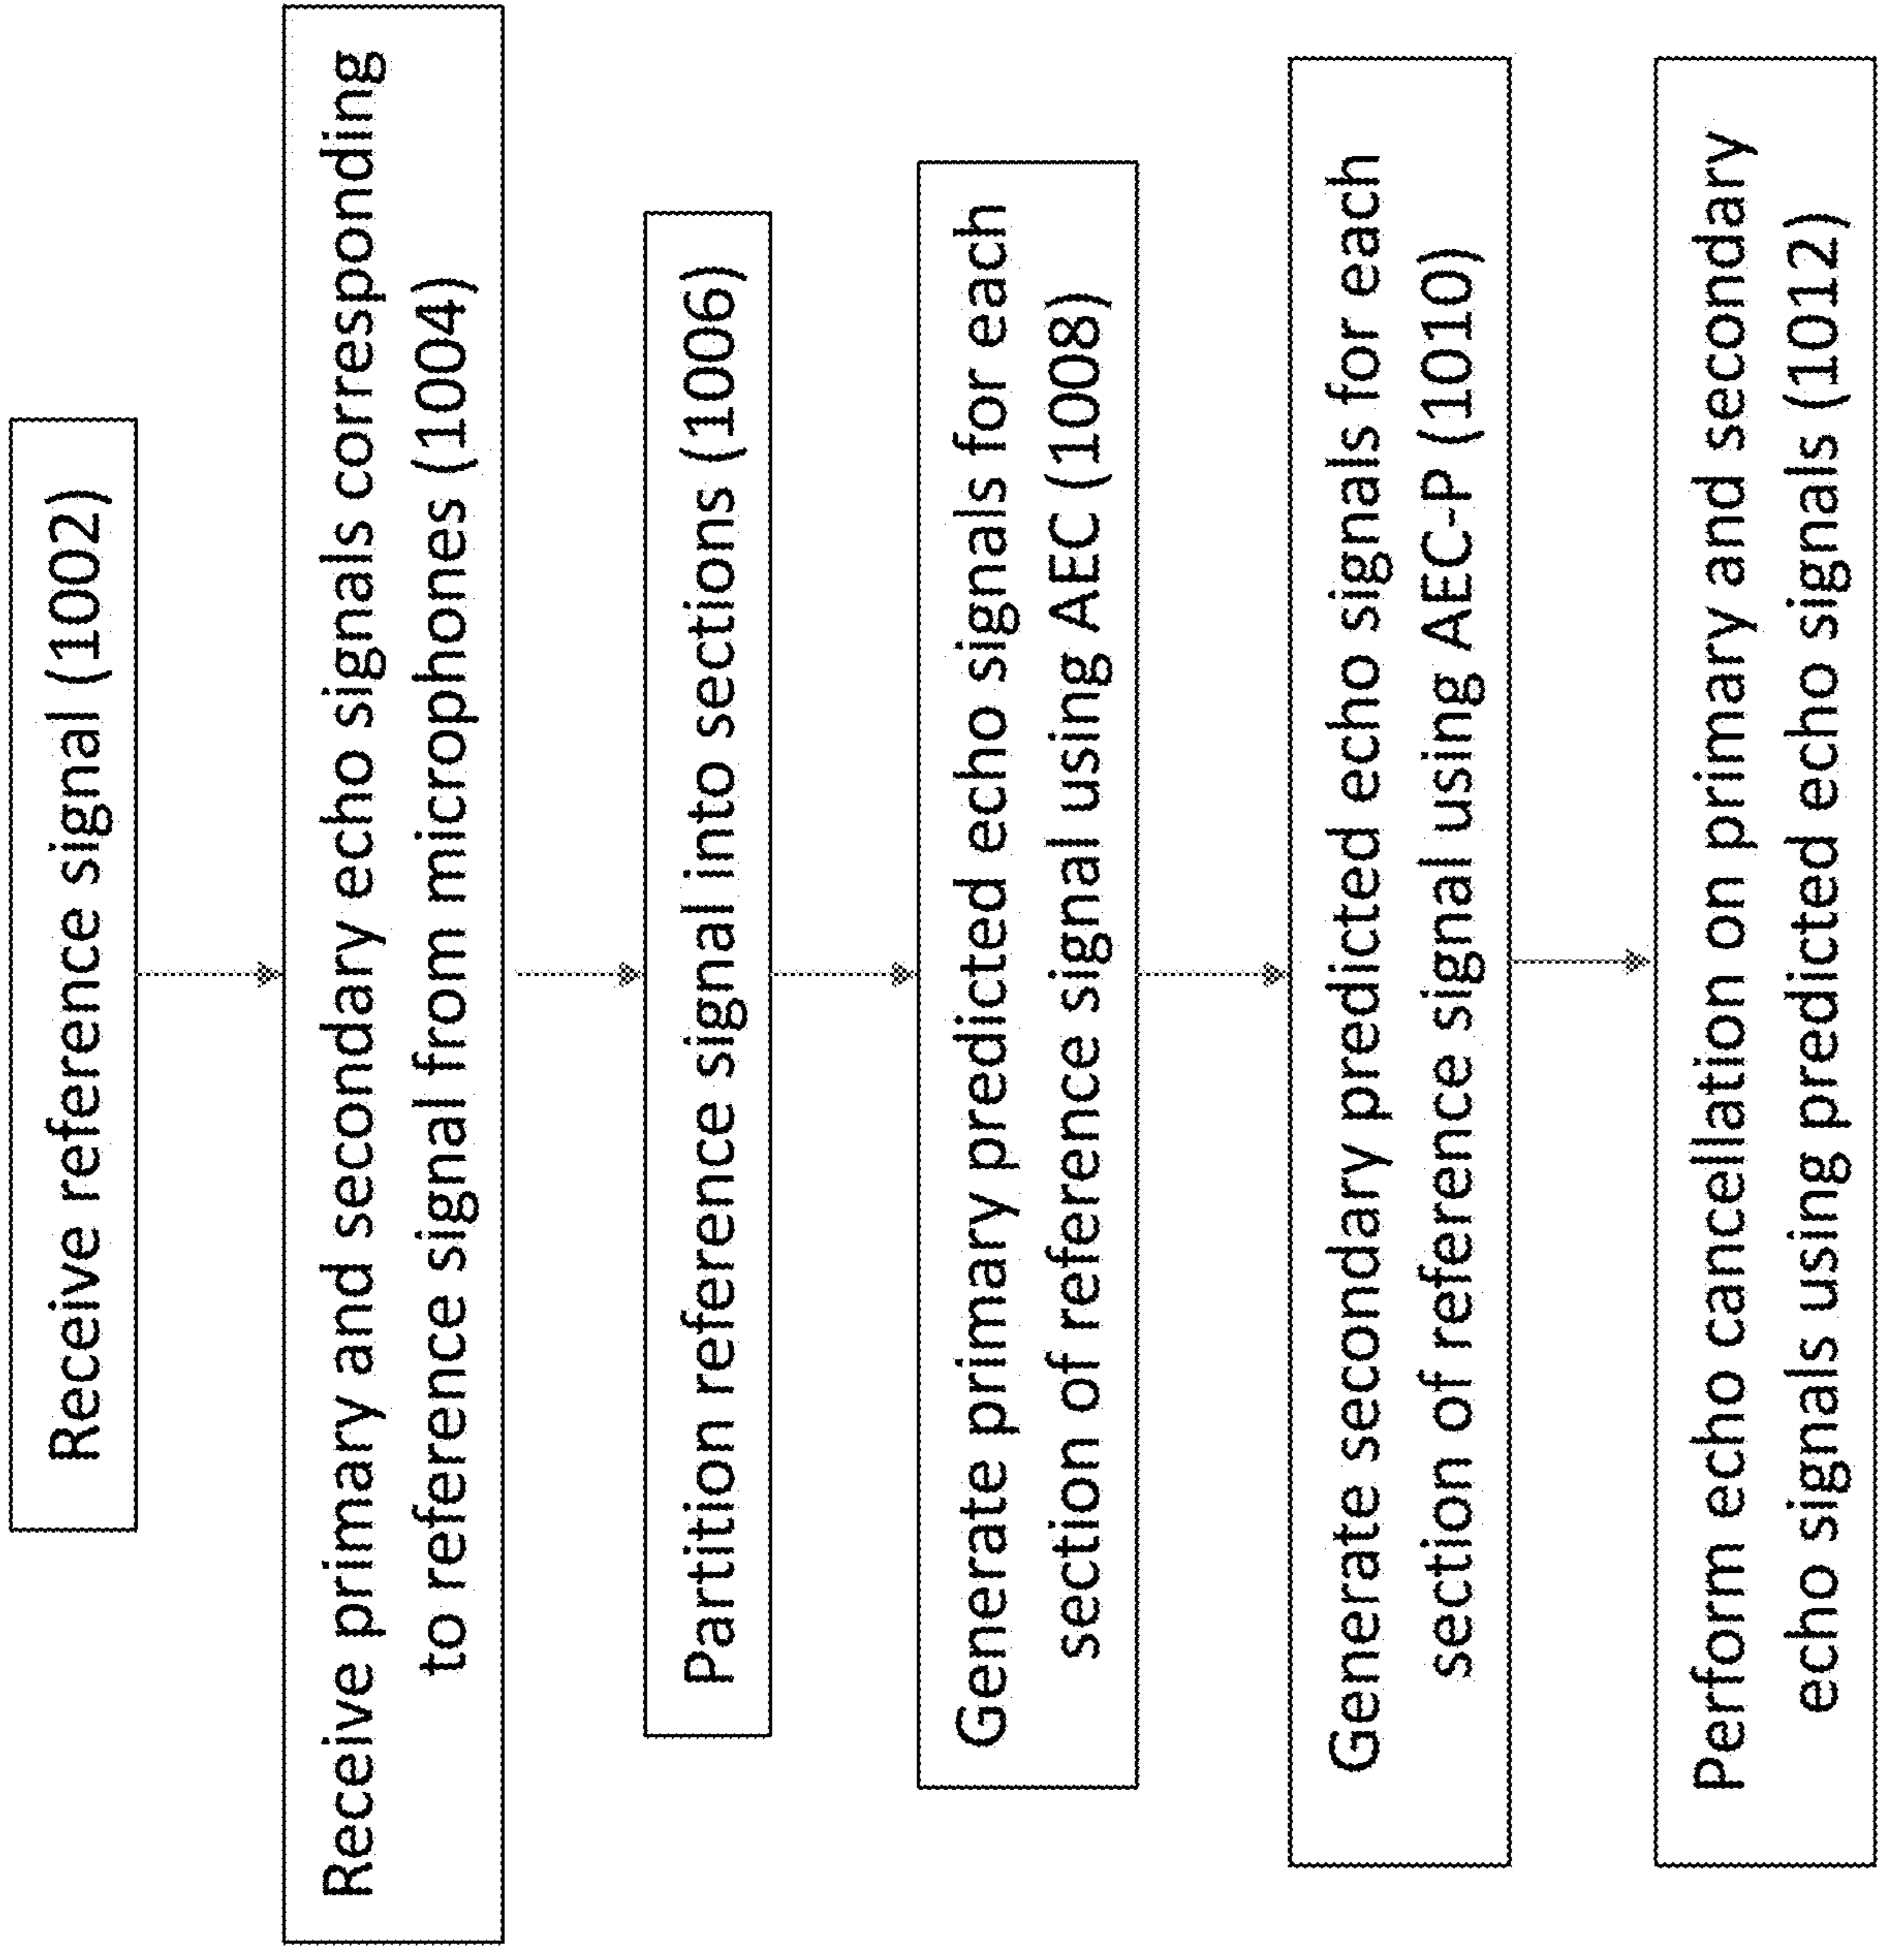 Receive reference signal (1002)
Receive primary and secondary echo signals corresponding
to reference signal from microphones (1004)
Partition reference signal into sections (1006)
Generate primary predicted echo signals for each
section of reference signal using AEC (1008)
Generate secondary predicted echo signals for each
section of reference signal using AEC-P (1010)
Perform echo cancellation on primary and secondary
echo signals using predicted echo signals (1012)